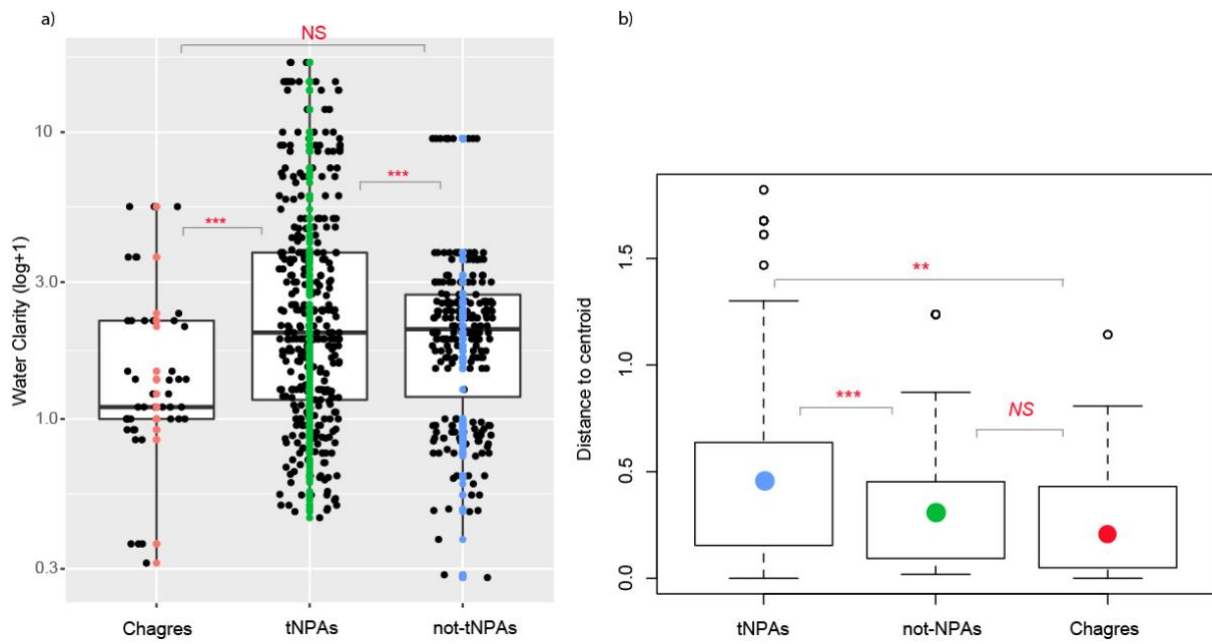 a)
NS
10
***
***
3.0
1.0
0.3
Water Clarity (log+1)
Chagres tNPAs not-tNPAs
b)
1.5
**
1.0
***
NS
0.5
0.0
Distance to centroid
tNPAs not-NPAs Chagres